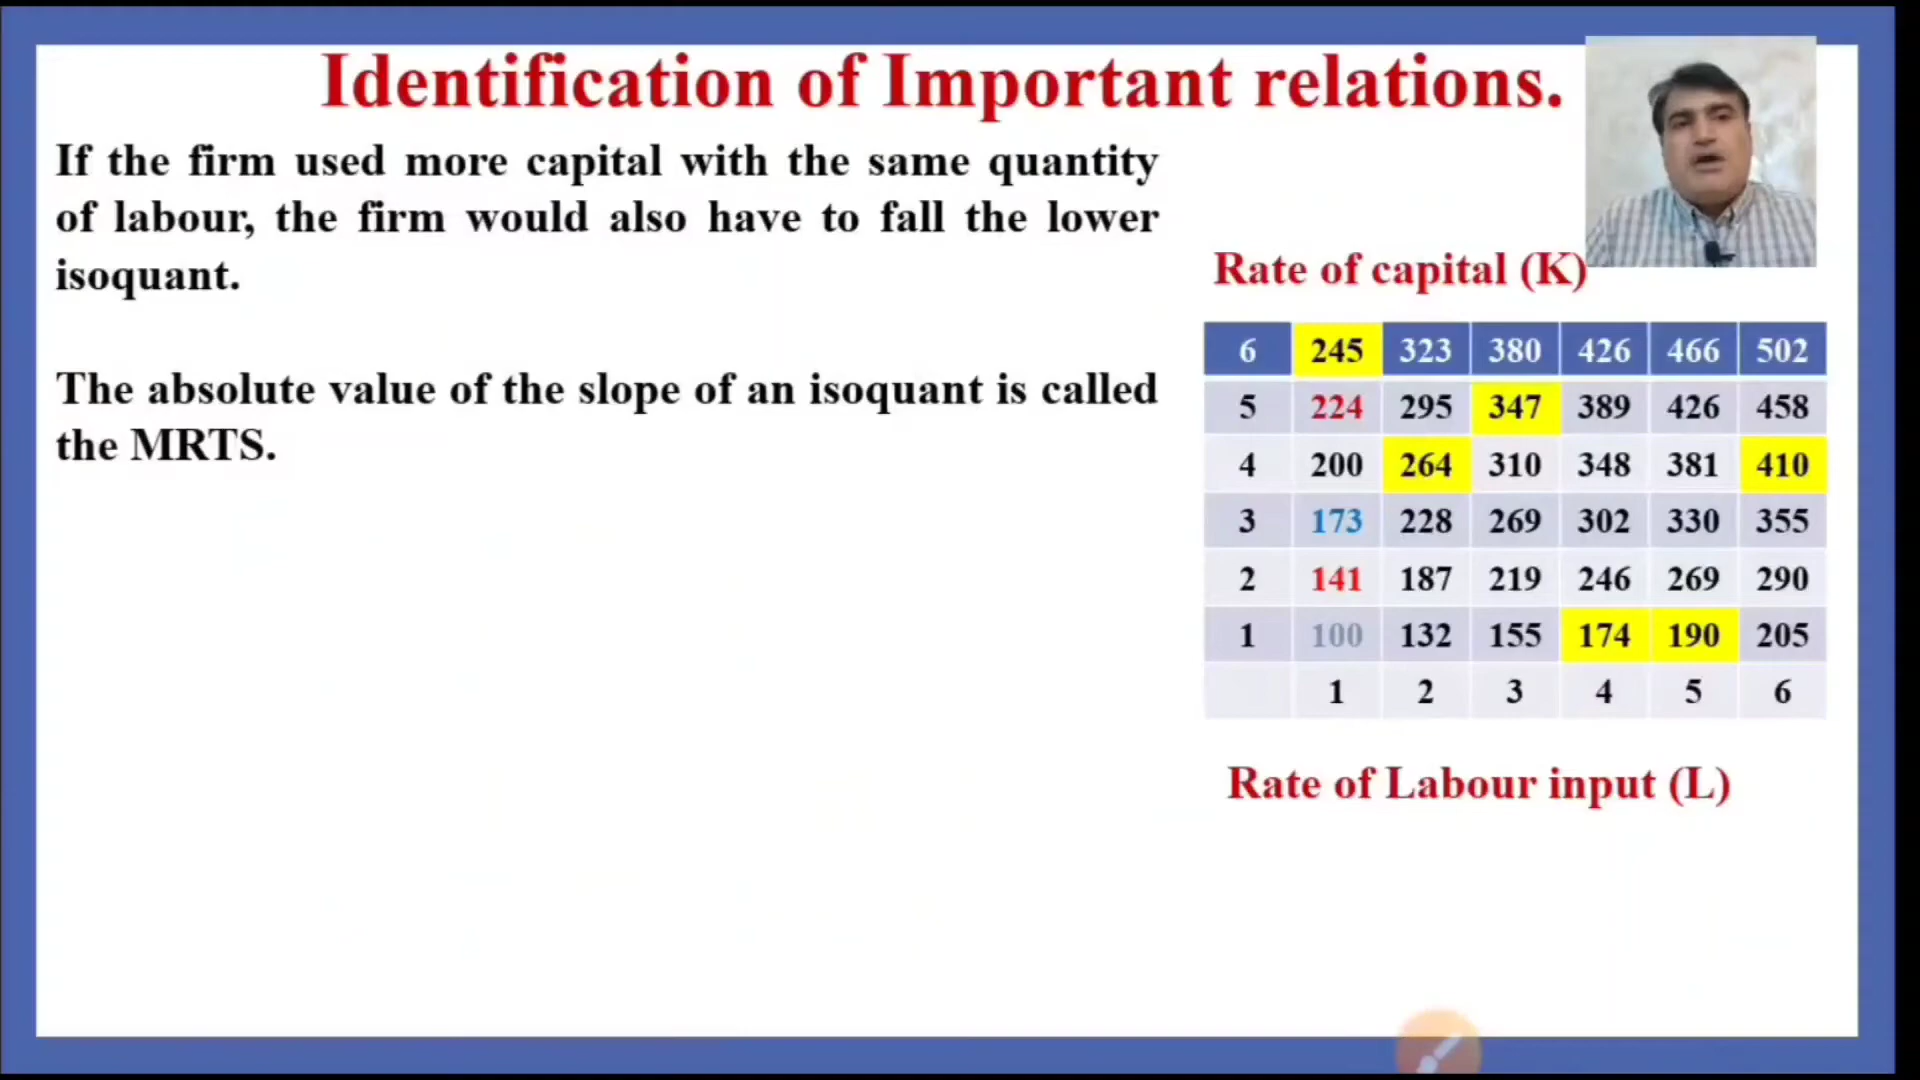 Identification of Important relations.
If the firm used more capital with the same quantity
of labour, the firm would also have to fall the lower
isoquant.
The absolute value of the slope of an isoquant is called
the MRTS.
Rate of capital (K)
6 245 323 380 426 466 502
5 224 295 347 389 426 458
4 200 264 310 348 381 410
3 173 228 269 302 330 355
2 141 187 219 246 269 290
1 100 132 155 174 190 205
1 2 3 4 5 6
Rate of Labour input (L)